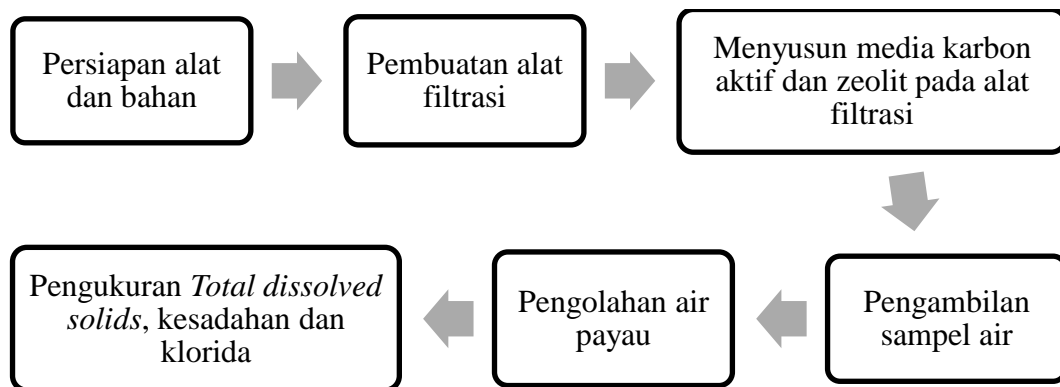 Persiapan alat
dan bahan
Pembuatan alat
filtrasi
Menyusun media karbon
aktif dan zeolit pada alat
filtrasi
Pengambilan
sampel air
Pengolahan air
payau
Pengukuran Total dissolved
solids, kesadahan dan
klorida